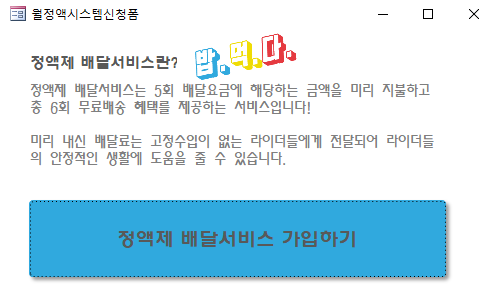 월정액시스템신청폼
정액제 배달서비스란? 밥.먹.다.
정액제 배달서비스는 5회 배달요금에 해당하는 금액을 미리 지불하고
총 6회 무료배송 혜택를 제공하는 서비스입니다!
미리 내신 배달료는 고정수입이 없는 라이더들에게 전달되어 라이더들
의 안정적인 생활에 도움을 줄 수 있습니다.
정액제 배달서비스 가입하기